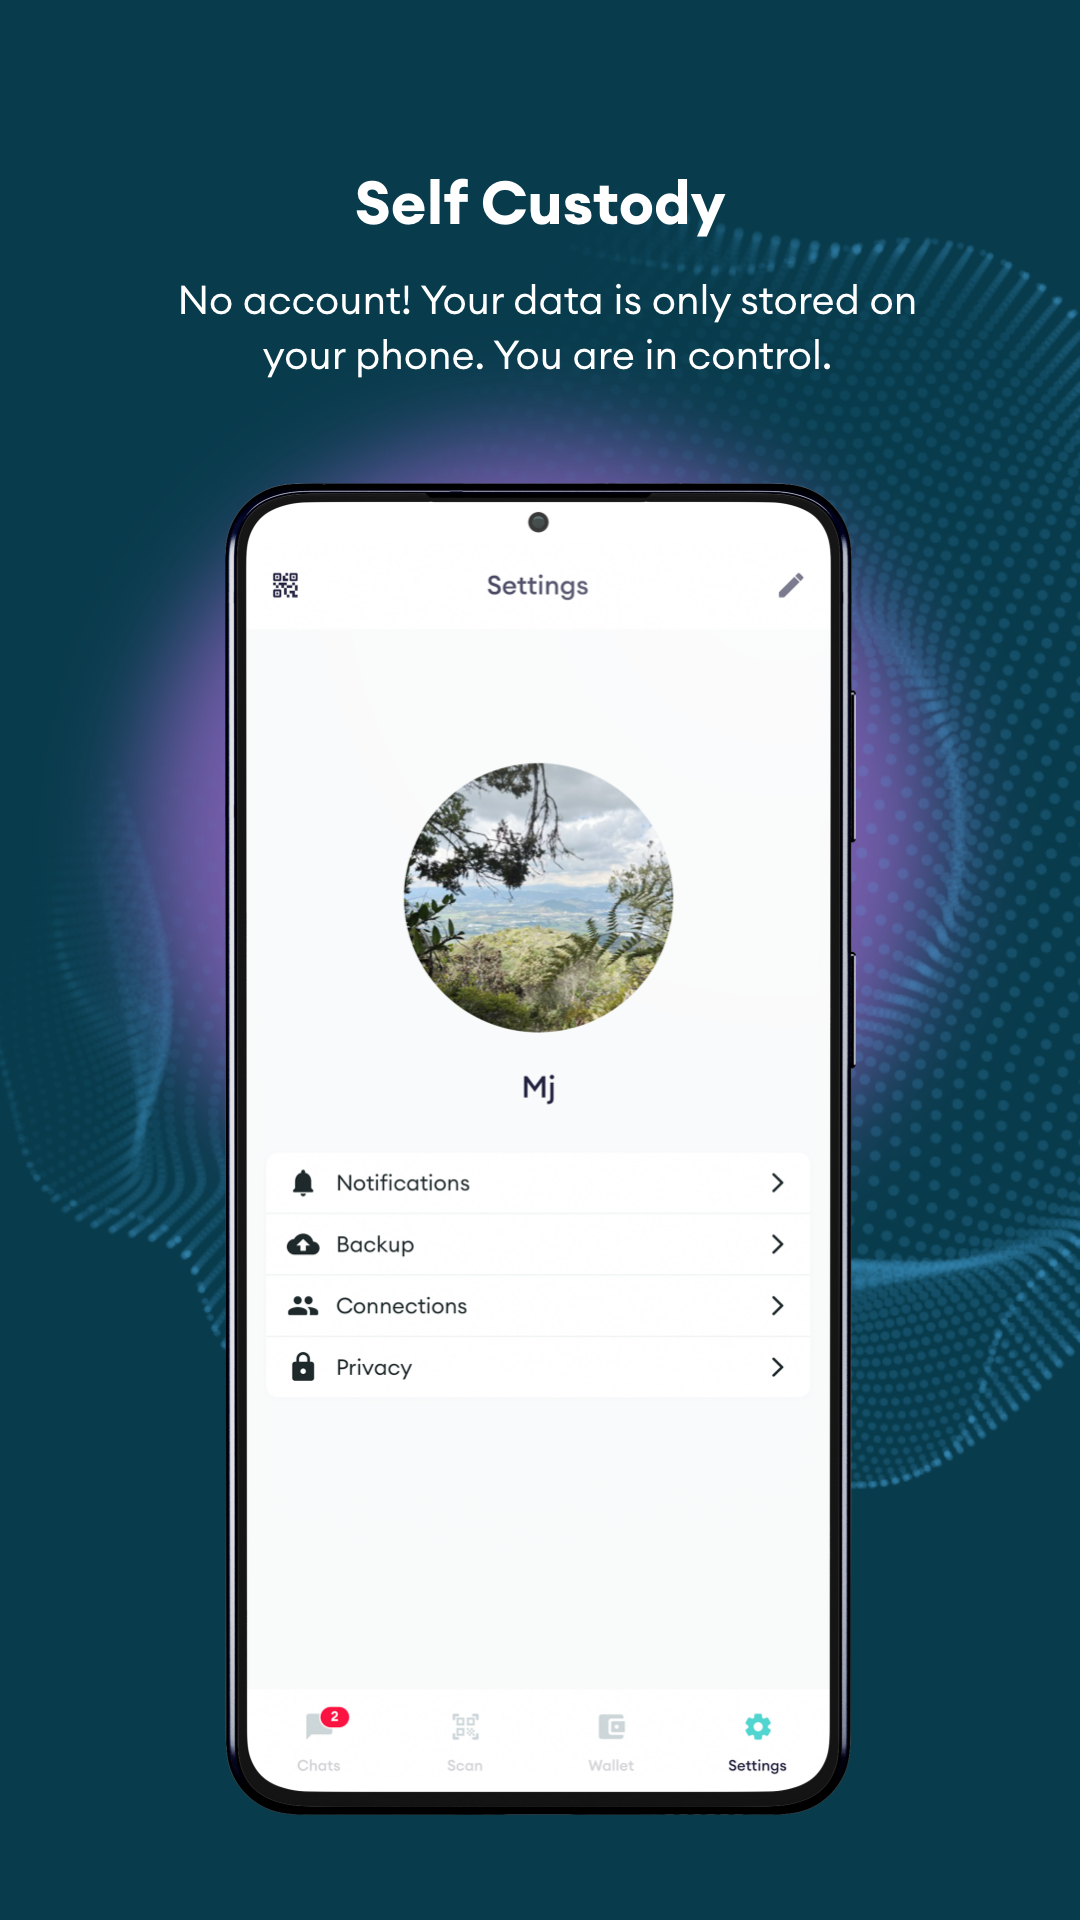 Self Custody
No account! Your data is only stored on
your phone. You are in control.
Settings
Mj
Notifications
Backup
Connections
Privacy
2
Chats
Scan
Wallet
Settings